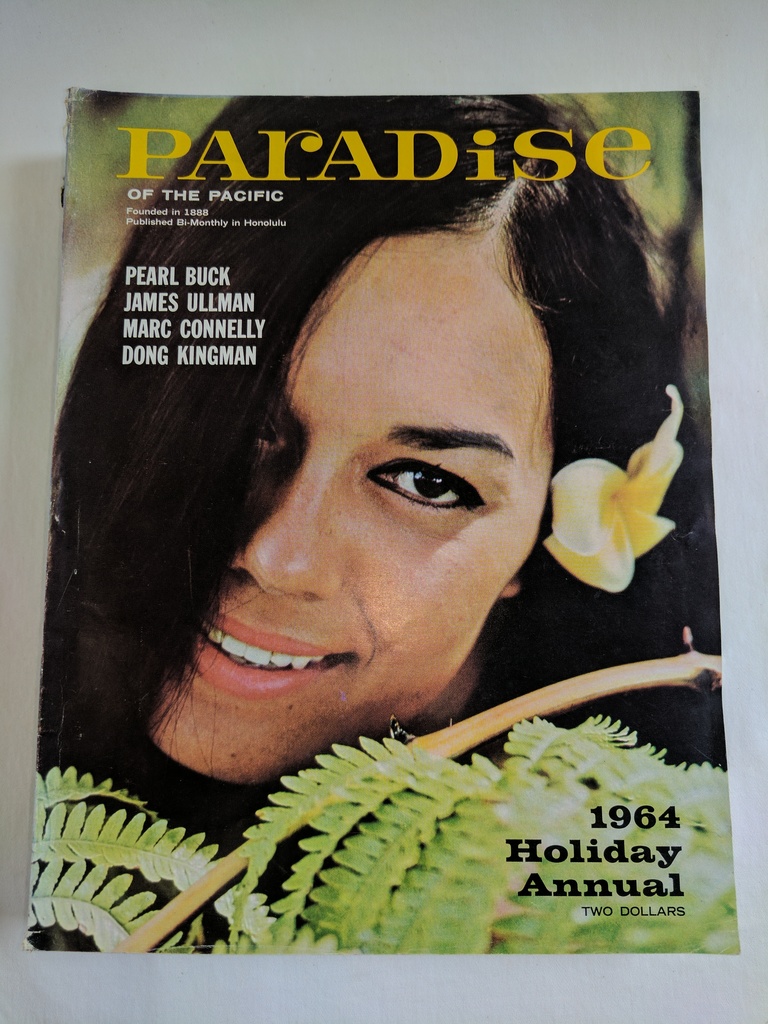 PARADiSe
OF THE PACIFIC
Founded in 1888
Published Bi-Monthly in Honolulu
PEARL BUCK
JAMES ULLMAN
MARC CONNELLY
DONG KINGMAN
1964
Holiday
Annual
TWO DOLLARS